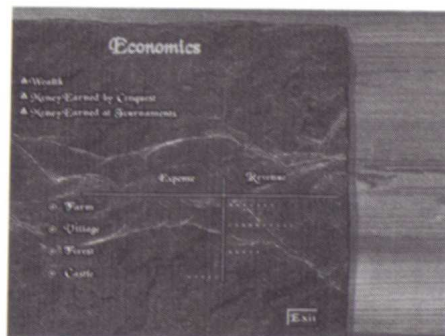 Economics
Wealth
Money Earned by Conquest
Money Earned at Tournaments
Expense Revenue
Farm
Village
Forest
Castle
Exit